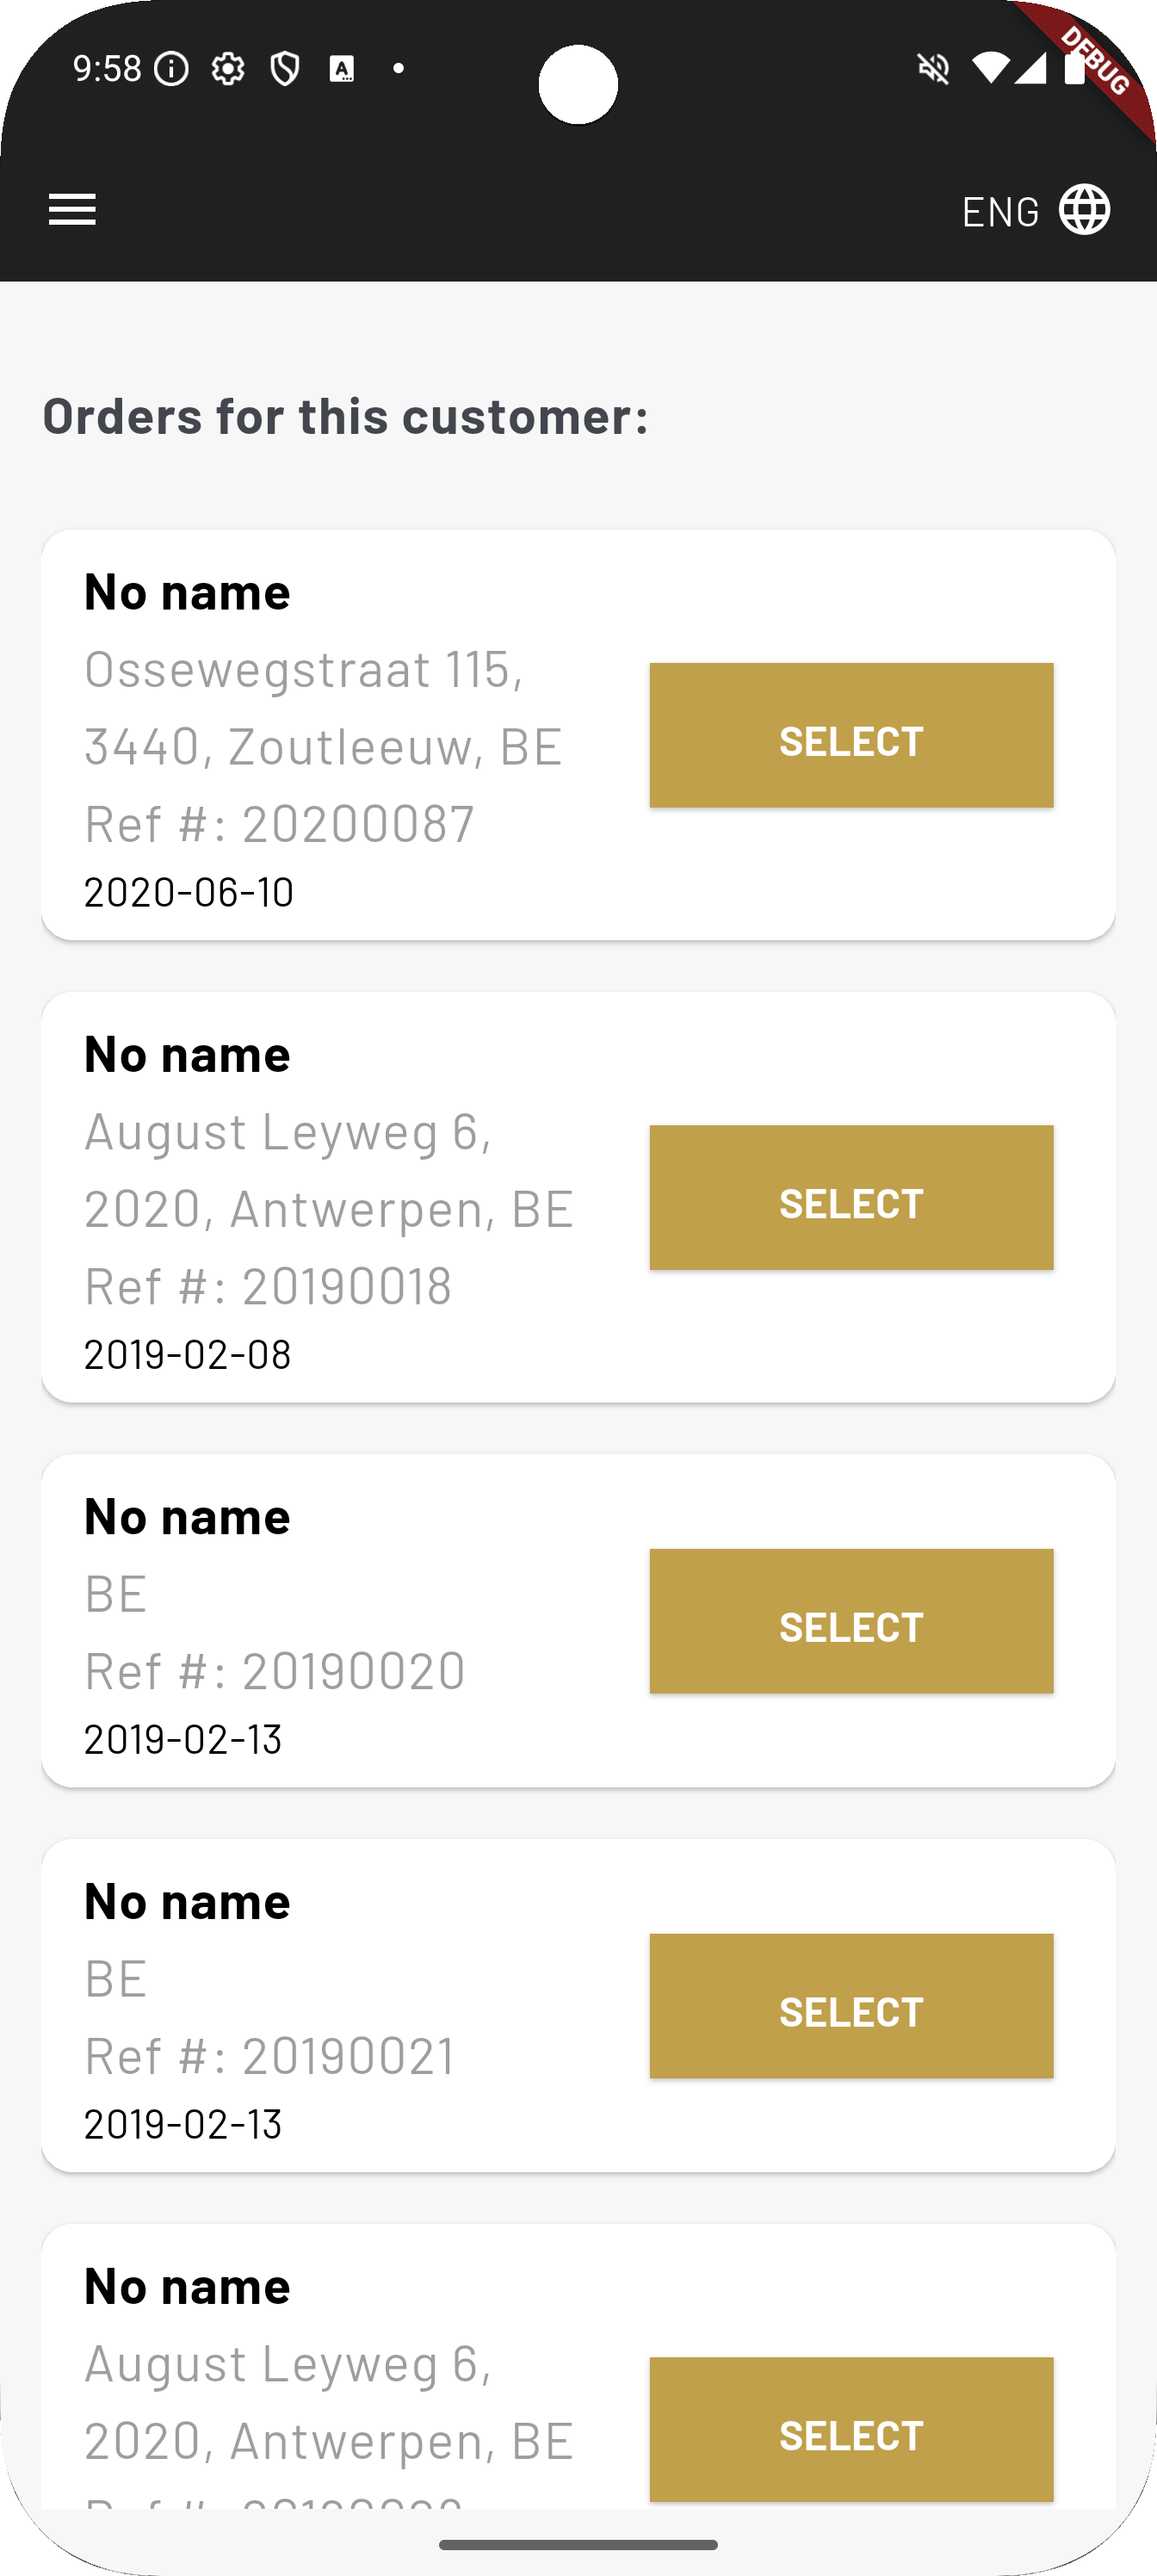 9:58
DEBUG
ENG
Orders for this customer:
No name
Ossewegstraat 115,
3440, Zoutleeuw, BE
Ref #: 20200087
2020-06-10
SELECT
No name
August Leyweg 6,
2020, Antwerpen, BE
Ref #: 20190018
2019-02-08
SELECT
No name
BE
Ref #: 20190020
2019-02-13
SELECT
No name
BE
Ref #: 20190021
2019-02-13
SELECT
No name
August Leyweg 6,
2020, Antwerpen, BE
Ref #:
SELECT